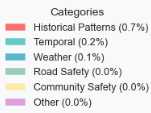 Categories
Historical Patterns (0.7%)
Temporal (0.2%)
Weather (0.1%)
Road Safety (0.0%)
Community Safety (0.0%)
Other (0.0%)